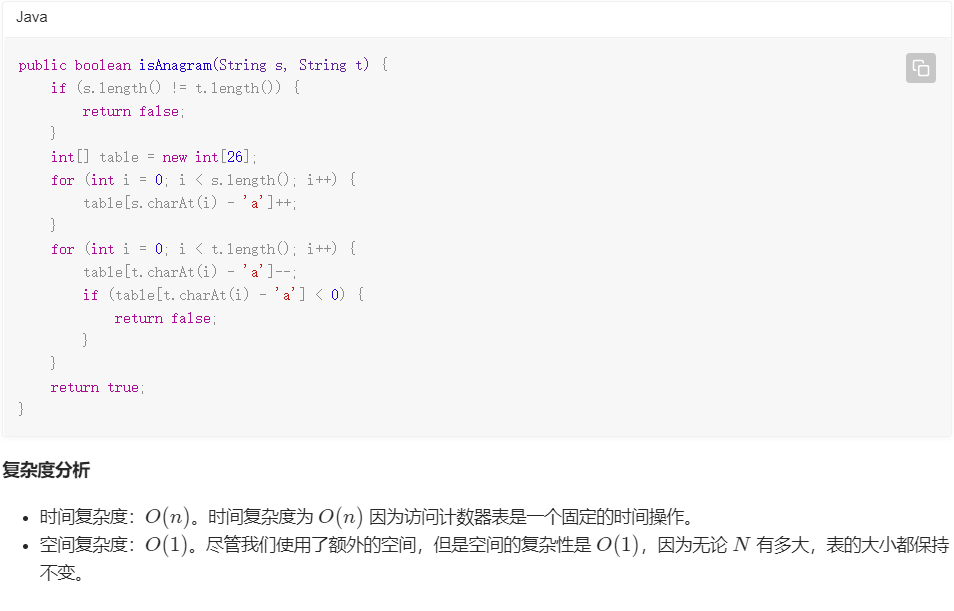 Java
public boolean isAnagram(String s, String t) {
    if (s.length() != t.length()) {
        return false;
    }
    int[] table = new int[26];
    for (int i = 0; i < s.length(); i++) {
        table[s.charAt(i) - 'a']++;
    }
    for (int i = 0; i < t.length(); i++) {
        table[t.charAt(i) - 'a']--;
        if (table[t.charAt(i) - 'a'] < 0) {
            return false;
        }
    }
    return true;
}
复杂度分析
• 时间复杂度：O(n)。时间复杂度为 O(n) 因为访问计数器表是一个固定的时间操作。
• 空间复杂度：O(1)。尽管我们使用了额外的空间，但是空间的复杂性是 O(1)，因为无论 N 有多大，表的大小都保持
不变。